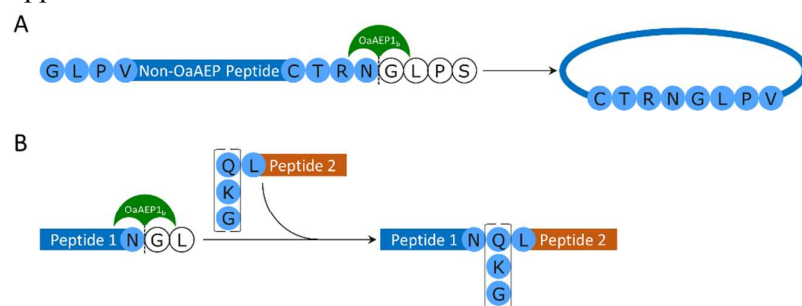 A
OaAEP1b
G L P V Non-OaAEP Peptide C T R N G L P S
C T R N G L P V
B
Q L Peptide 2
K
G
OaAEP1b
Peptide 1 N G L
Peptide 1 N Q L Peptide 2
K
G